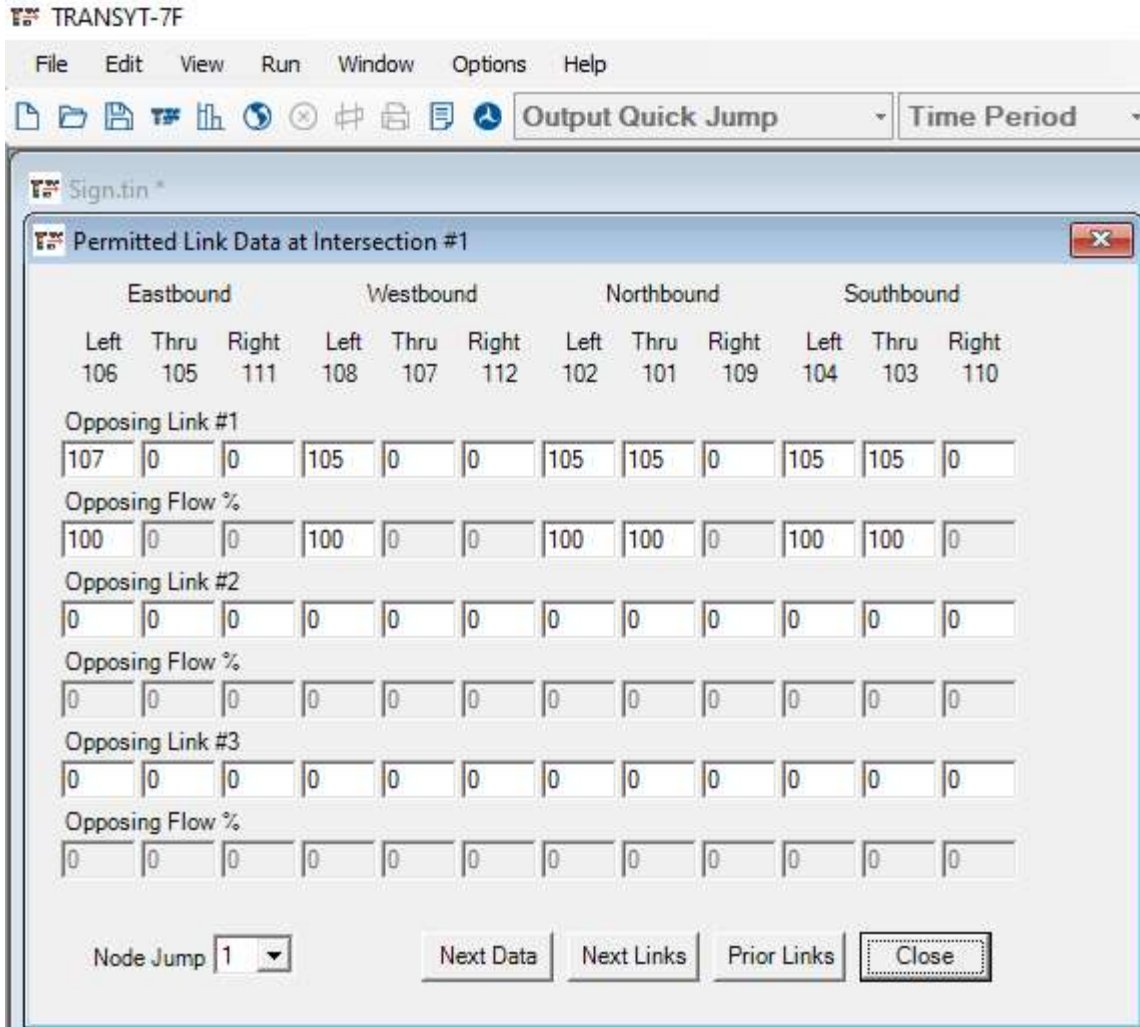 TRANSYT-7F
File Edit View Run Window Options Help
Output Quick Jump Time Period
Sign.tin *
Permitted Link Data at Intersection #1
Eastbound Westbound Northbound Southbound
Left Thru Right Left Thru Right Left Thru Right Left Thru Right
106 105 111 108 107 112 102 101 109 104 103 110
Opposing Link #1
107 0 0 105 0 0 105 105 0 105 105 0
Opposing Flow %
100 0 0 100 0 0 100 100 0 100 100 0
Opposing Link #2
0 0 0 0 0 0 0 0 0 0 0 0
Opposing Flow %
0 0 0 0 0 0 0 0 0 0 0 0
Opposing Link #3
0 0 0 0 0 0 0 0 0 0 0 0
Opposing Flow %
0 0 0 0 0 0 0 0 0 0 0 0
Node Jump 1 Next Data Next Links Prior Links Close